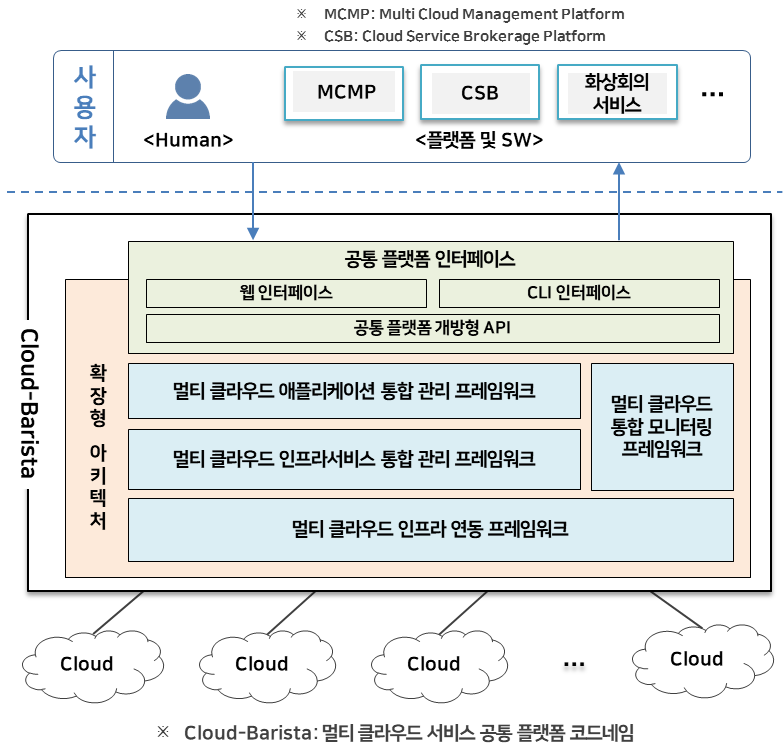 ※ MCMP: Multi Cloud Management Platform
※ CSB: Cloud Service Brokerage Platform
사용자
<Human>
MCMP
CSB
화상회의
서비스
...
<플랫폼 및 SW>
Cloud-Barista
확장형 아키텍처
공통 플랫폼 인터페이스
웹 인터페이스
CLI 인터페이스
공통 플랫폼 개방형 API
멀티 클라우드 애플리케이션 통합 관리 프레임워크
멀티 클라우드 인프라서비스 통합 관리 프레임워크
멀티 클라우드
통합 모니터링
프레임워크
멀티 클라우드 인프라 연동 프레임워크
Cloud
Cloud
Cloud
...
Cloud
※ Cloud-Barista: 멀티 클라우드 서비스 공통 플랫폼 코드네임